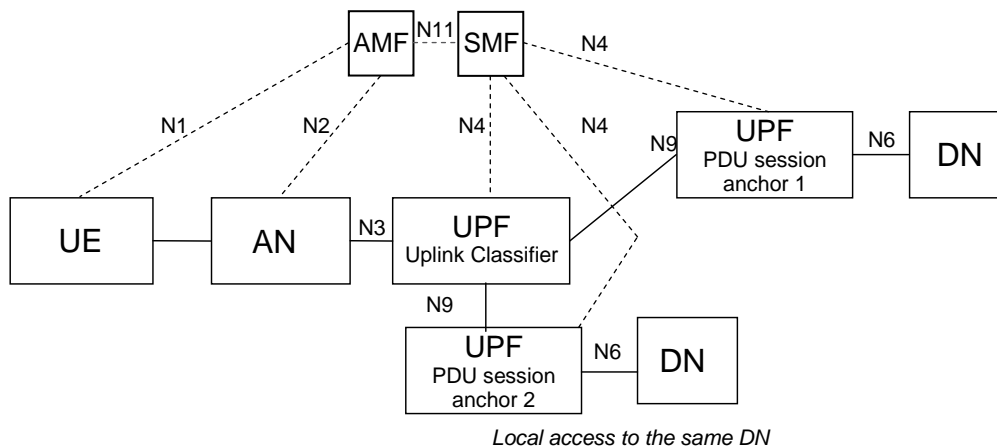 N11
AMF
SMF
N4
N1
N2
N4
N4
UPF
PDU session
anchor 1
N9
N6
DN
UE
AN
N3
UPF
Uplink Classifier
N9
UPF
PDU session
anchor 2
N6
DN
Local access to the same DN